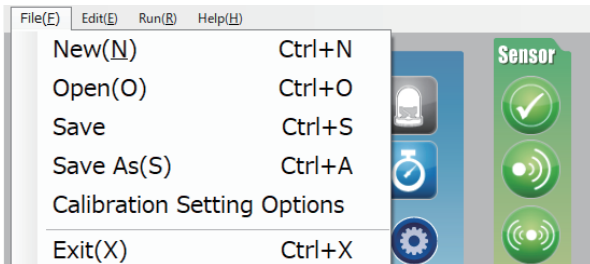 File(F) Edit(E) Run(R) Help(H)
New(N) Ctrl+N
Open(O) Ctrl+O
Save Ctrl+S
Save As(S) Ctrl+A
Calibration Setting Options
Exit(X) Ctrl+X
Sensor